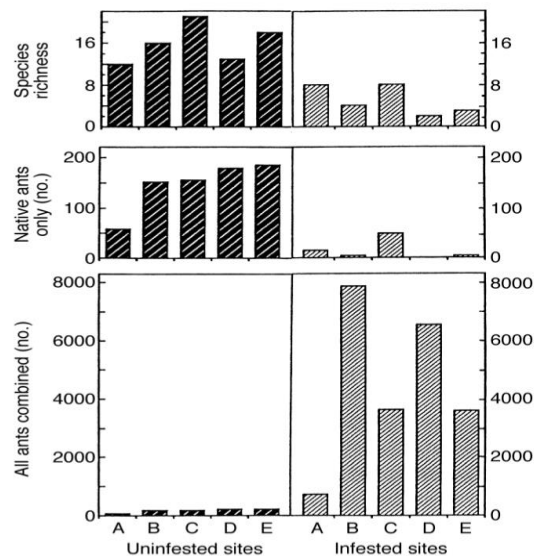 Species
richness
16
8
0
16
8
0
Native ants
only (no.)
200
100
0
200
100
0
All ants combined (no.)
8000
6000
4000
2000
0
8000
6000
4000
2000
0
A B C D E
A B C D E
Uninfested sites
Infested sites